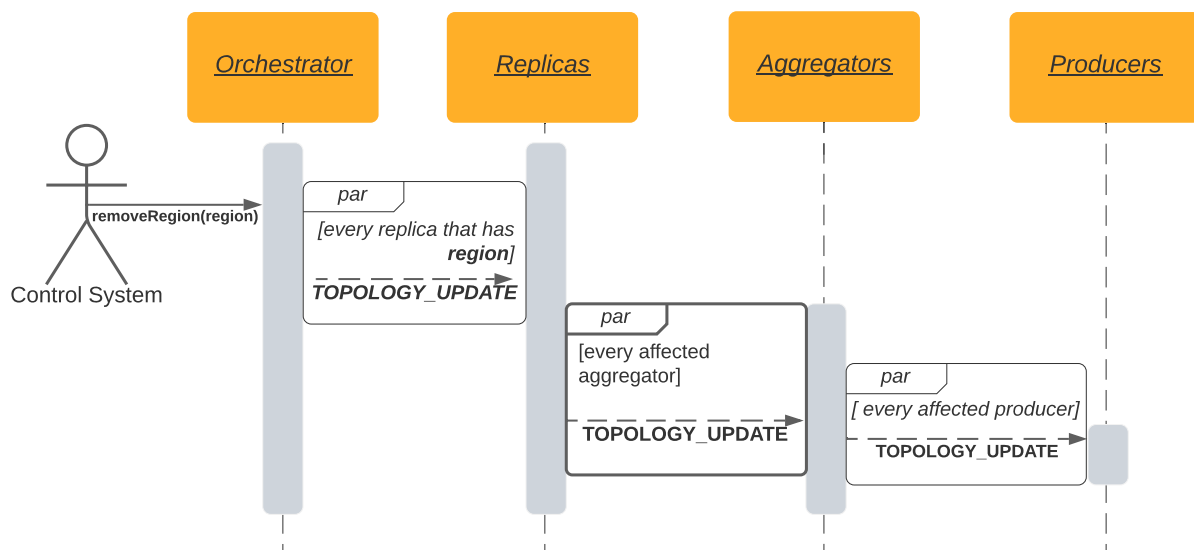 Orchestrator
Replicas
Aggregators
Producers
par
removeRegion(region)
[every replica that has
region]
TOPOLOGY_UPDATE
Control System
par
[every affected
aggregator]
TOPOLOGY_UPDATE
par
[ every affected producer]
TOPOLOGY_UPDATE